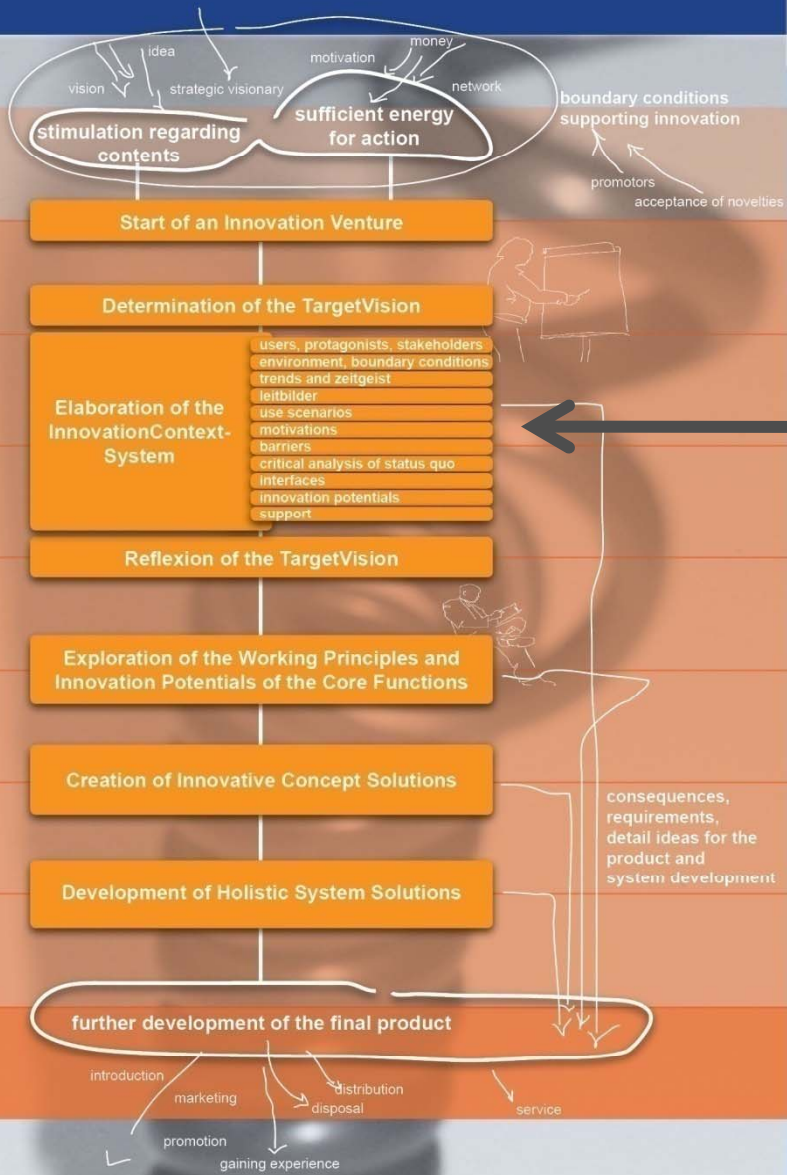 idea
motivation
money
vision
strategic visionary
network
stimulation regarding
contents
sufficient energy
for action
boundary conditions
supporting innovation
promotors
acceptance of novelties
Start of an Innovation Venture
Determination of the TargetVision
Elaboration of the
InnovationContext-
System
users, protagonists, stakeholders
environment, boundary conditions
trends and zeitgeist
leitbilder
use scenarios
motivations
barriers
critical analysis of status quo
interfaces
innovation potentials
support
Reflexion of the TargetVision
Exploration of the Working Principles and
Innovation Potentials of the Core Functions
Creation of Innovative Concept Solutions
consequences,
requirements,
detail ideas for the
product and
system development
Development of Holistic System Solutions
further development of the final product
introduction
marketing
distribution
disposal
service
promotion
gaining experience